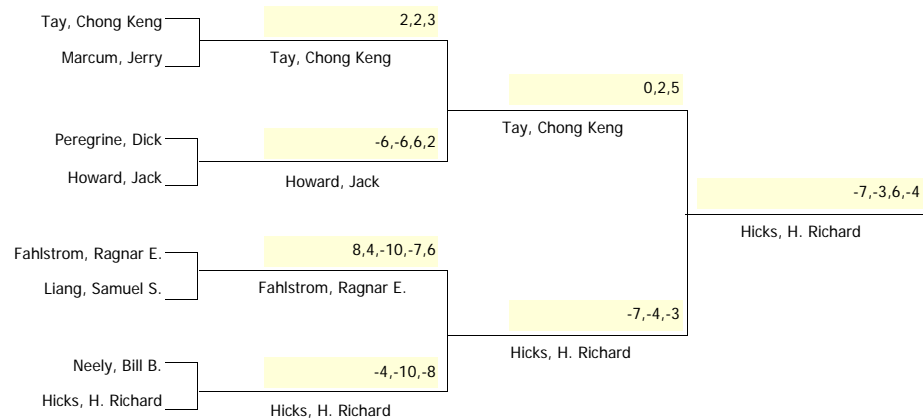 Tay, Chong Keng
Marcum, Jerry
2,2,3
Tay, Chong Keng
Peregrine, Dick
Howard, Jack
-6,-6,6,2
Howard, Jack
0,2,5
Tay, Chong Keng
Fahlstrom, Ragnar E.
Liang, Samuel S.
8,4,-10,-7,6
Fahlstrom, Ragnar E.
Neely, Bill B.
Hicks, H. Richard
-4,-10,-8
Hicks, H. Richard
-7,-4,-3
Hicks, H. Richard
-7,-3,6,-4
Hicks, H. Richard